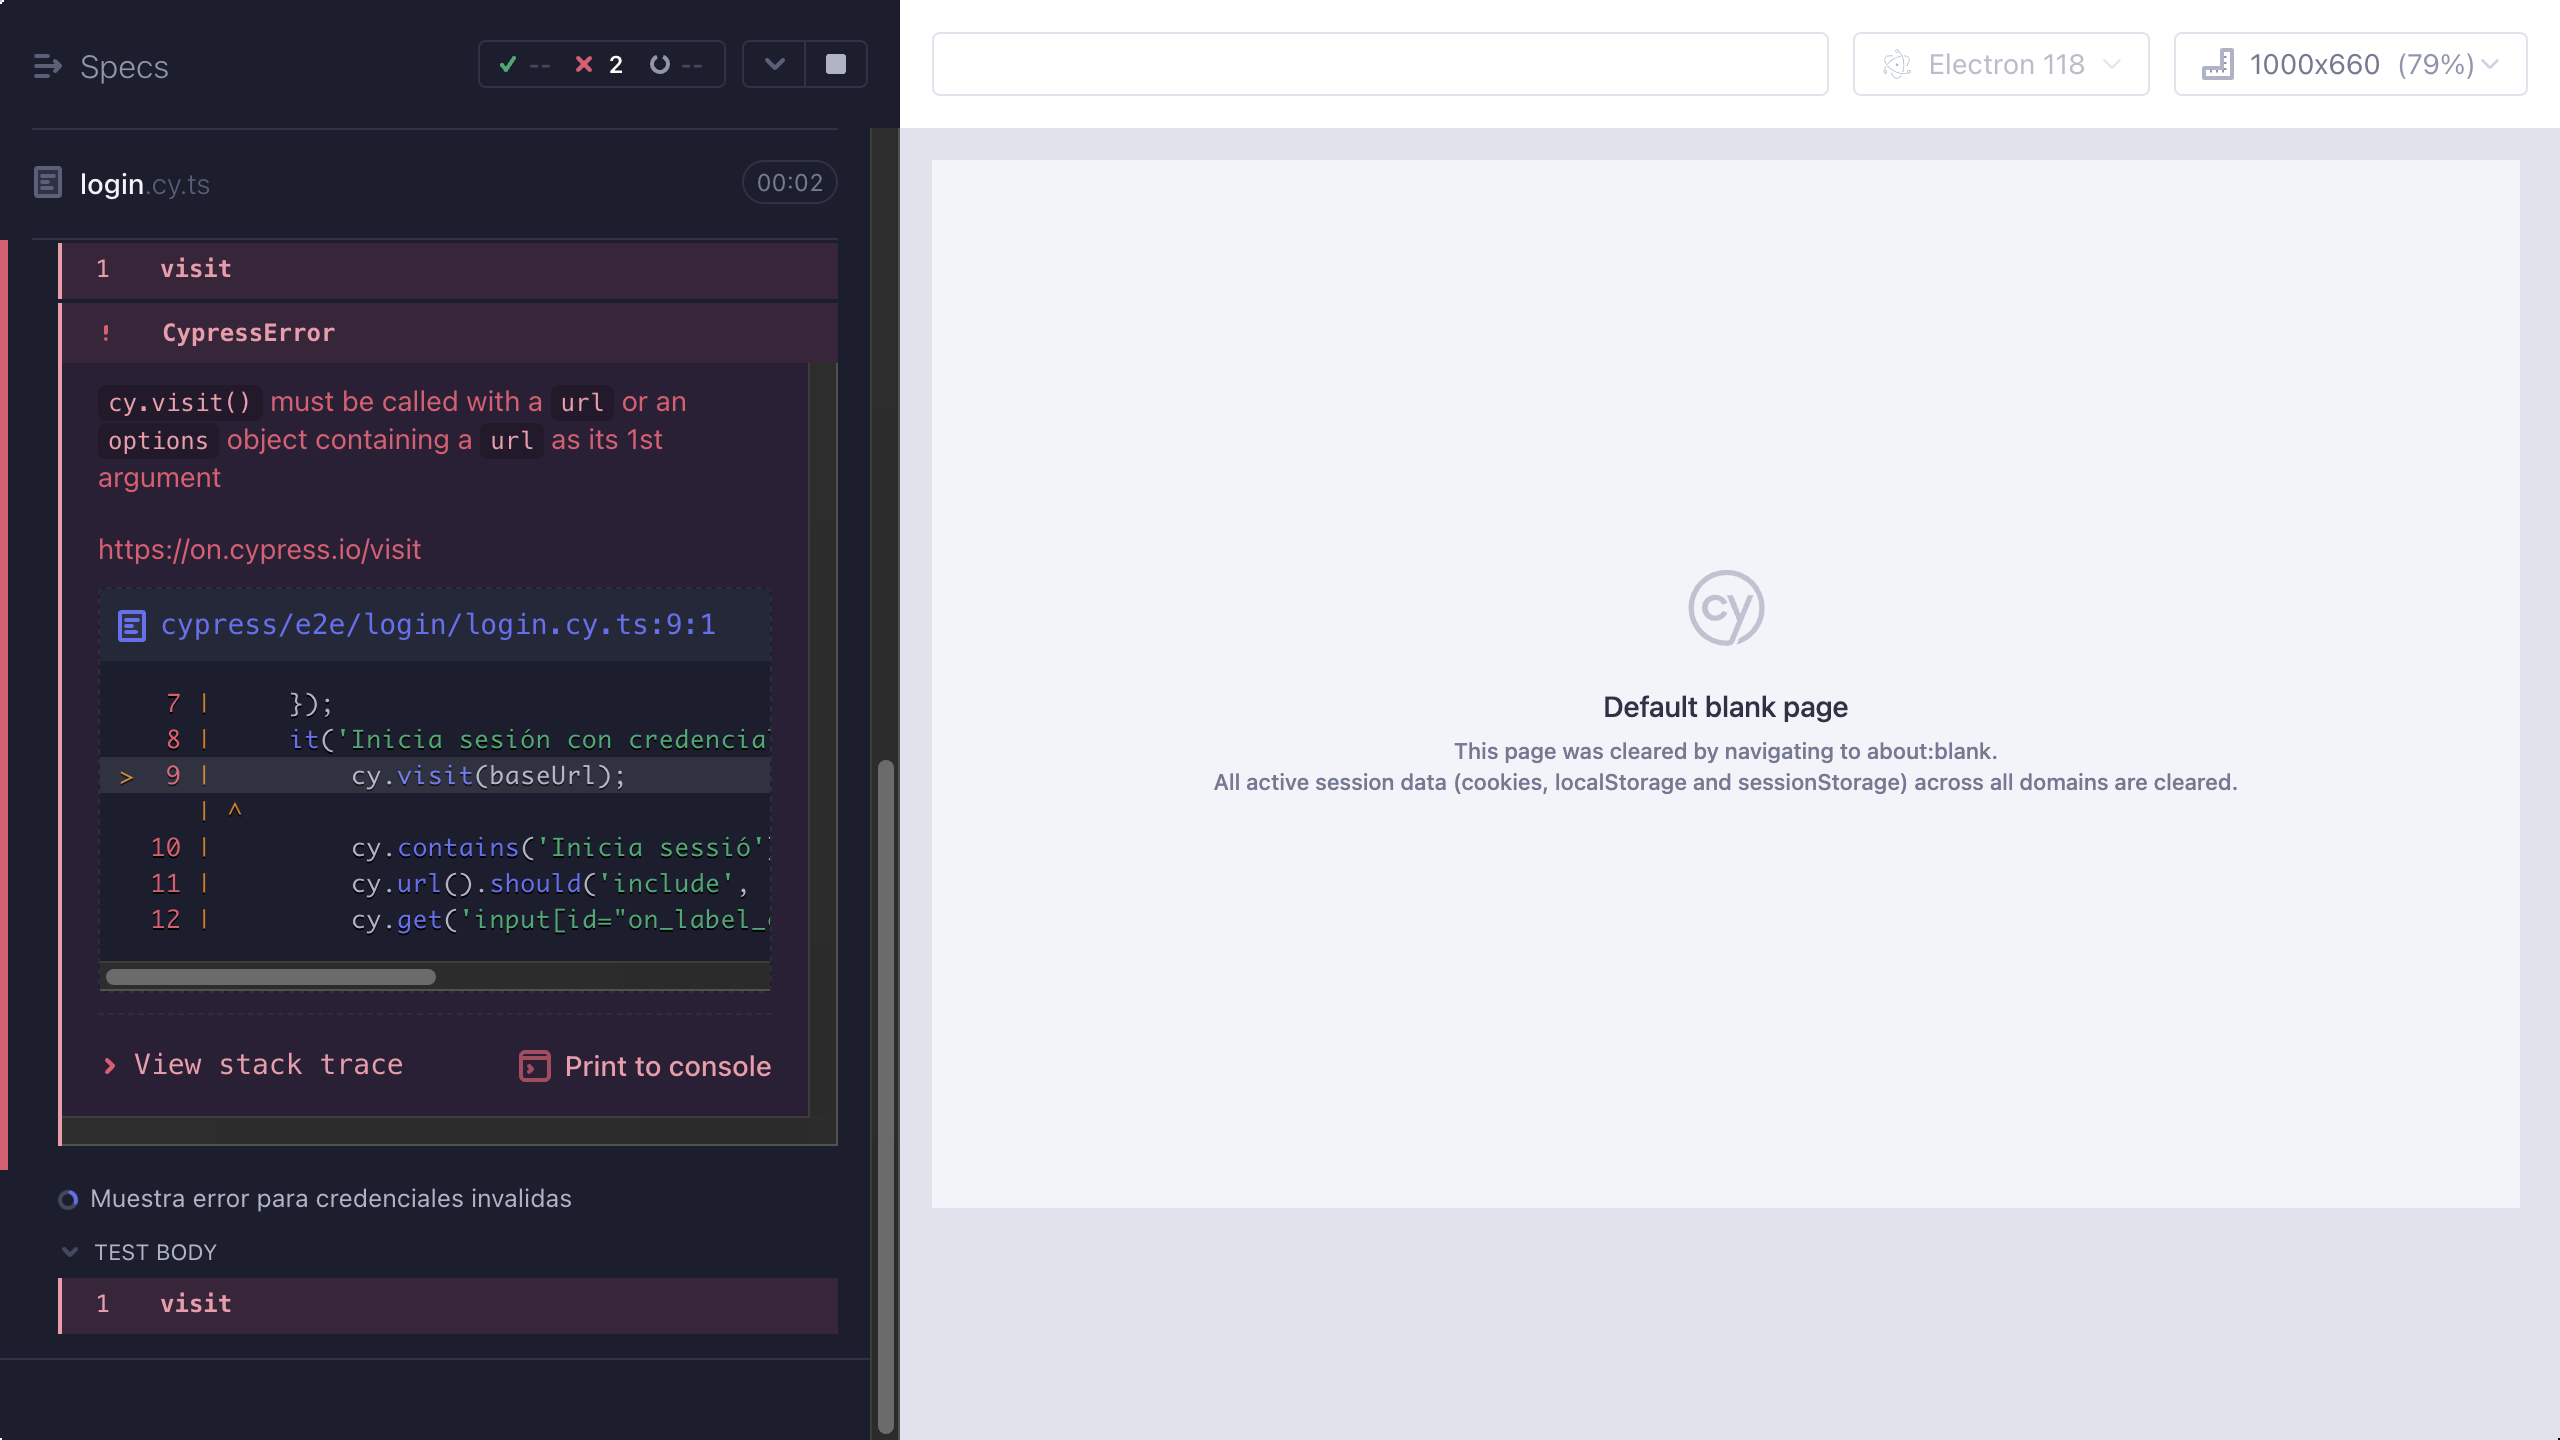 Specs
-- 2 --
Electron 118
1000x660 (79%)
login.cy.ts
00:02
1 visit
! CypressError
cy.visit() must be called with a url or an
options object containing a url as its 1st
argument
https://on.cypress.io/visit
cypress/e2e/login/login.cy.ts:9:1
7 | });
8 | it('Inicia sesión con credencial
> 9 | cy.visit(baseUrl);
| ^
10 | cy.contains('Inicia sessió')
11 | cy.url().should('include',
12 | cy.get('input[id="on_label_
View stack trace
Print to console
Muestra error para credenciales invalidas
TEST BODY
1 visit
cy
Default blank page
This page was cleared by navigating to about:blank.
All active session data (cookies, localStorage and sessionStorage) across all domains are cleared.